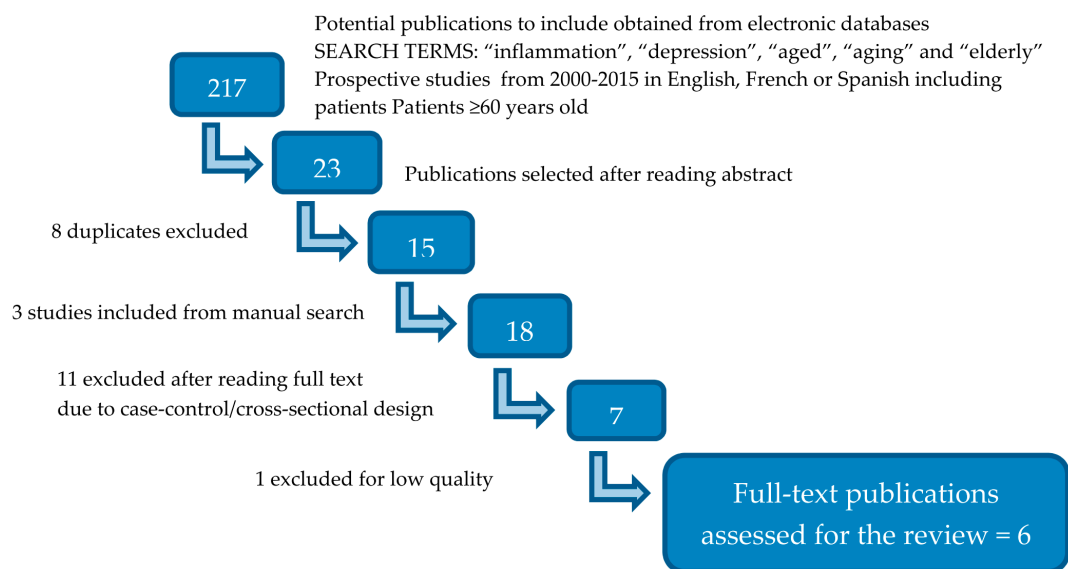 Potential publications to include obtained from electronic databases
SEARCH TERMS: “inflammation”, “depression”, “aged”, “aging” and “elderly”
Prospective studies from 2000-2015 in English, French or Spanish including
patients Patients ≥60 years old
217
23
Publications selected after reading abstract
8 duplicates excluded
15
3 studies included from manual search
18
11 excluded after reading full text
due to case-control/cross-sectional design
7
1 excluded for low quality
Full-text publications
assessed for the review = 6